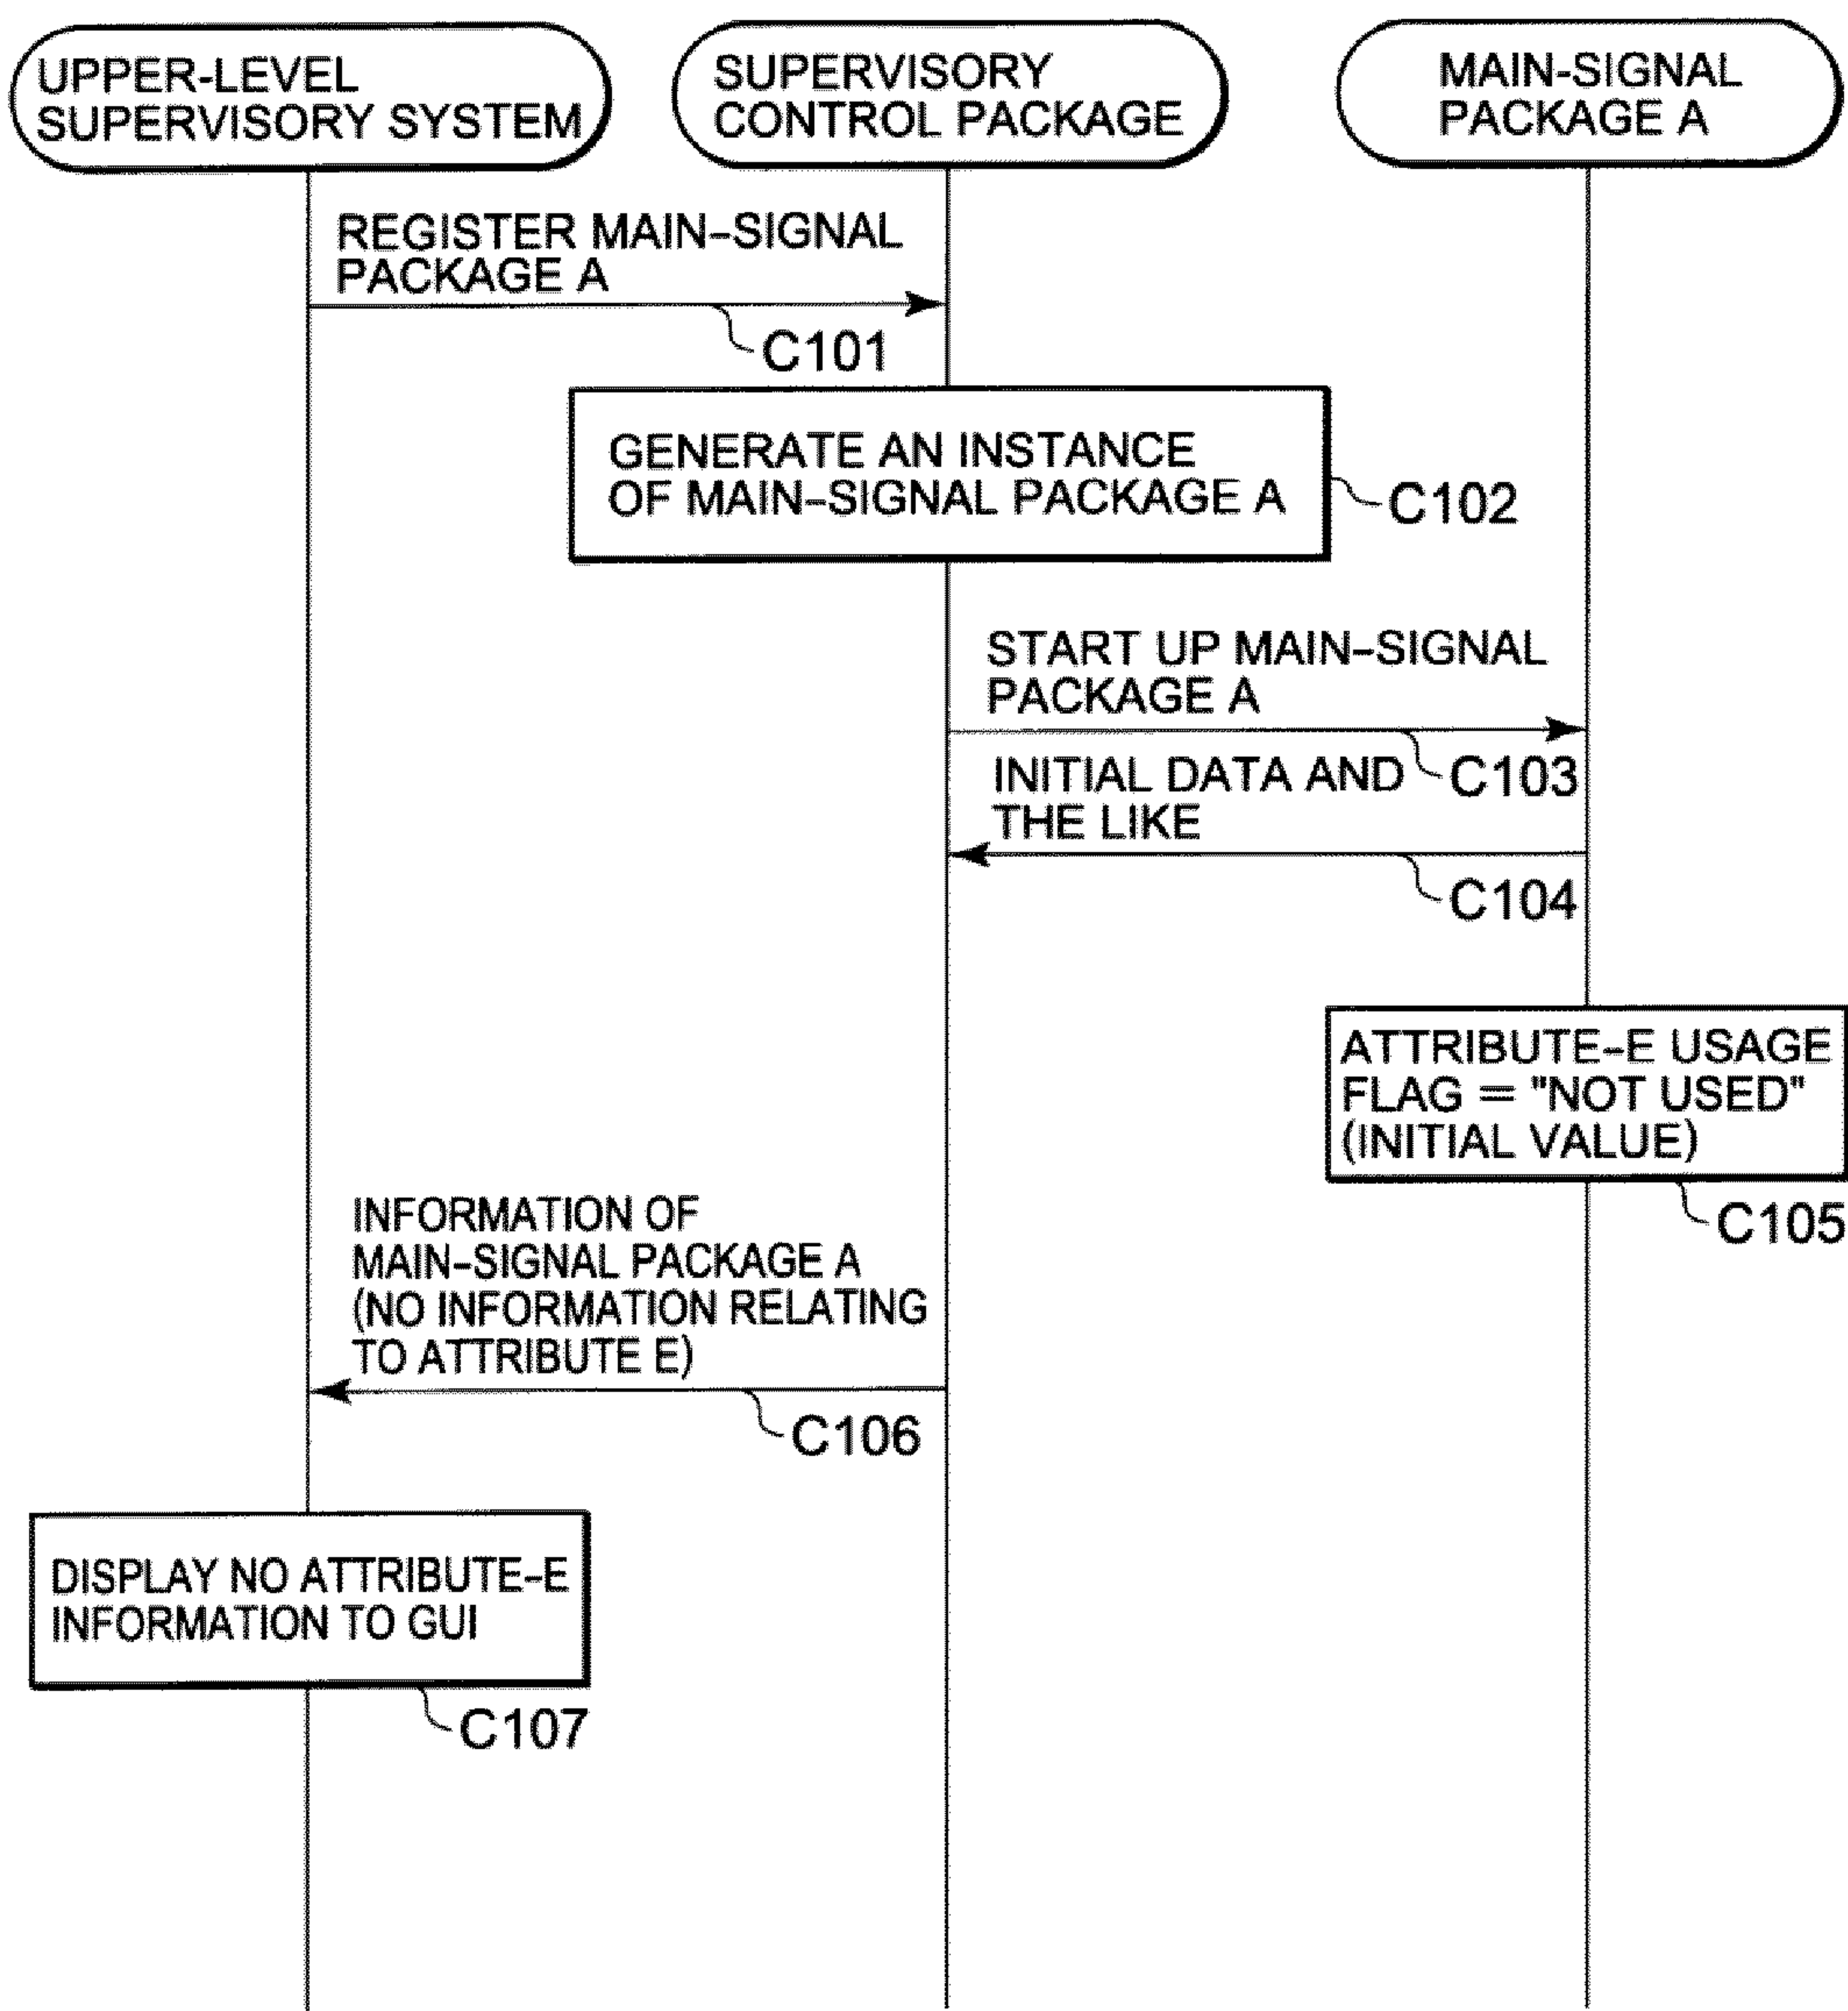 UPPER-LEVEL
SUPERVISORY SYSTEM
SUPERVISORY
CONTROL PACKAGE
MAIN-SIGNAL
PACKAGE A
REGISTER MAIN-SIGNAL
PACKAGE A
C101
GENERATE AN INSTANCE
OF MAIN-SIGNAL PACKAGE A
C102
START UP MAIN-SIGNAL
PACKAGE A
C103
INITIAL DATA AND
THE LIKE
C104
ATTRIBUTE-E USAGE
FLAG = "NOT USED"
(INITIAL VALUE)
C105
INFORMATION OF
MAIN-SIGNAL PACKAGE A
(NO INFORMATION RELATING
TO ATTRIBUTE E)
C106
DISPLAY NO ATTRIBUTE-E
INFORMATION TO GUI
C107